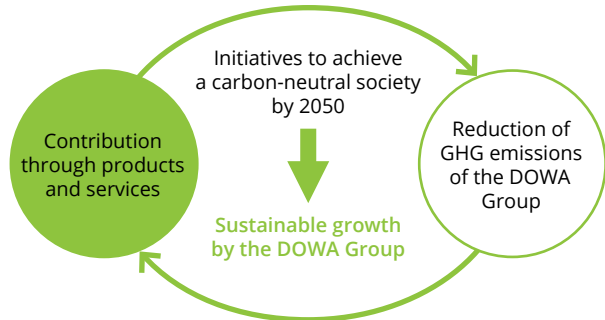 Initiatives to achieve
a carbon-neutral society
by 2050
Contribution
through products
and services
Reduction of
GHG emissions
of the DOWA
Group
Sustainable growth
by the DOWA Group